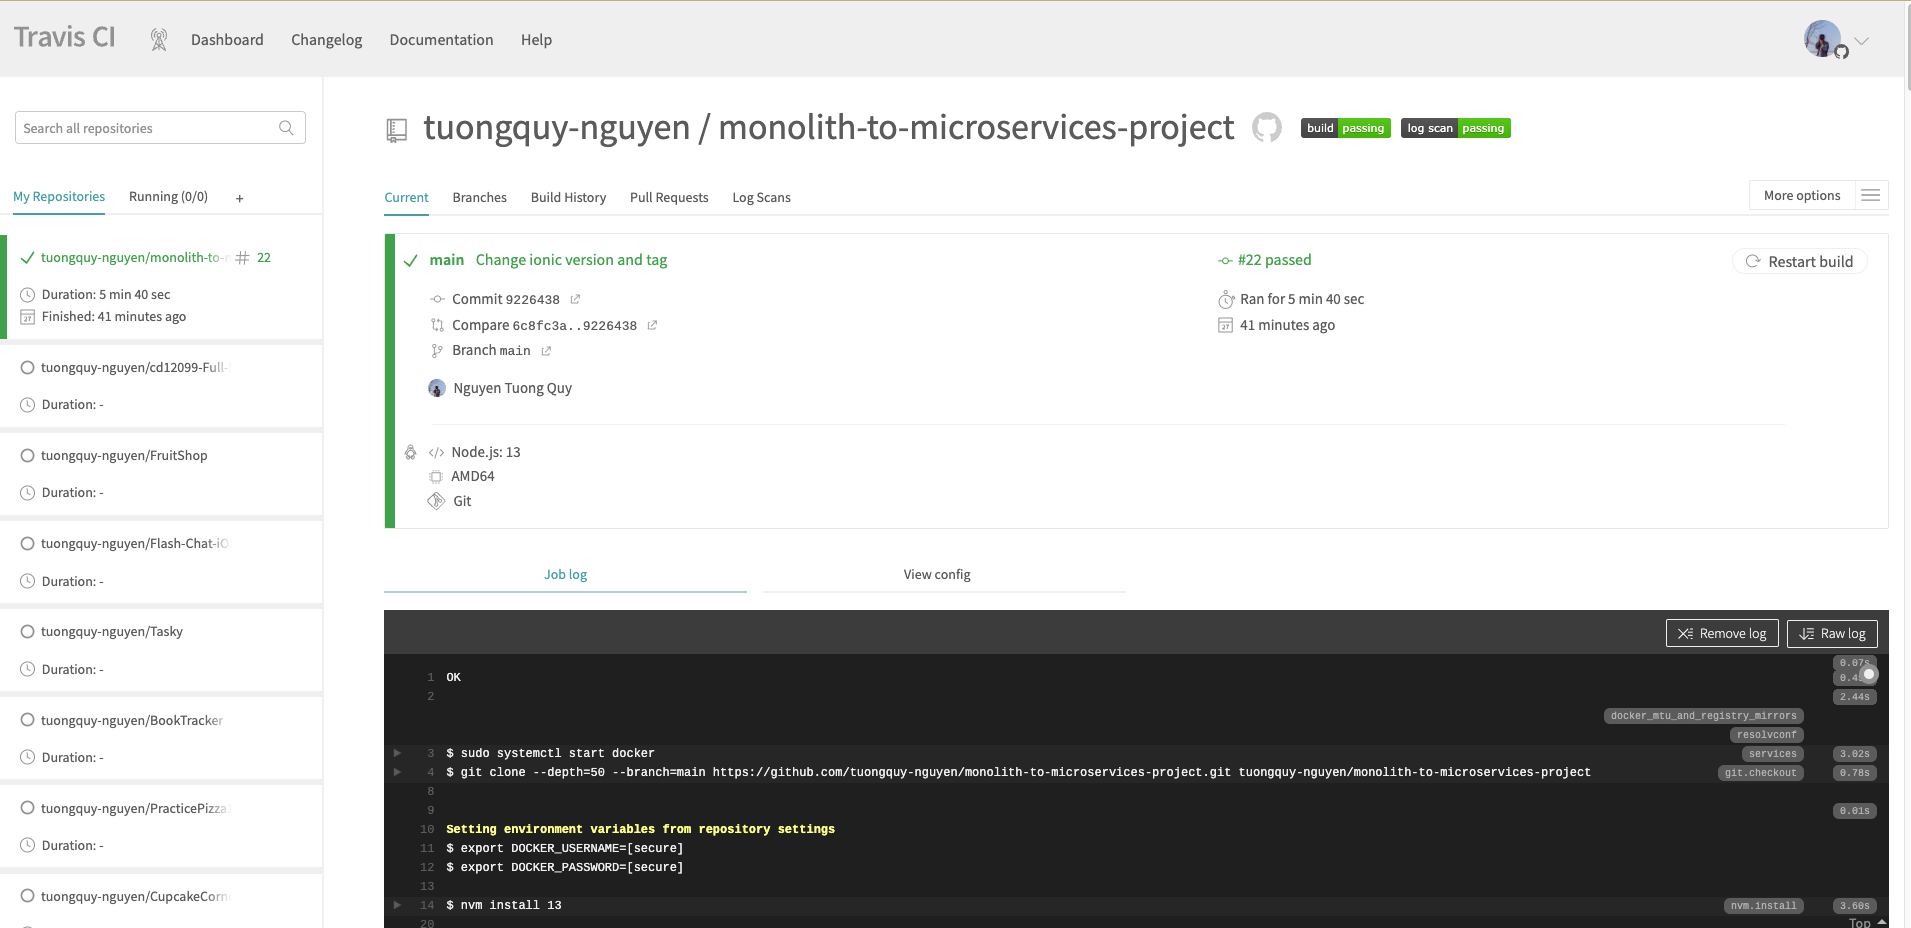 Travis CI
Dashboard Changelog Documentation Help
Search all repositories
My Repositories Running (0/0) +
tuongquy-nguyen/monolith-to- # 22
Duration: 5 min 40 sec
Finished: 41 minutes ago
tuongquy-nguyen/cd12099-Full-
Duration: -
tuongquy-nguyen/FruitShop
Duration: -
tuongquy-nguyen/Flash-Chat-iO
Duration: -
tuongquy-nguyen/Tasky
Duration: -
tuongquy-nguyen/BookTracker
Duration: -
tuongquy-nguyen/PracticePizza
Duration: -
tuongquy-nguyen/CupcakeCorn
tuongquy-nguyen / monolith-to-microservices-project build passing log scan passing
Current Branches Build History Pull Requests Log Scans More options
main Change ionic version and tag
Commit 9226438
Compare 6c8fc3a..9226438
Branch main
Nguyen Tuong Quy
#22 passed
Ran for 5 min 40 sec
41 minutes ago
Restart build
Node.js: 13
AMD64
Git
Job log View config
Remove log Raw log
0.07s
1 OK
2 2.44s
docker_mtu_and_registry_mirrors
resolvconf
3 $ sudo systemctl start docker services 3.02s
4 $ git clone --depth=50 --branch=main https://github.com/tuongquy-nguyen/monolith-to-microservices-project.git tuongquy-nguyen/monolith-to-microservices-project git.checkout 0.78s
8
9 0.01s
10 Setting environment variables from repository settings
11 $ export DOCKER_USERNAME=[secure]
12 $ export DOCKER_PASSWORD=[secure]
13
14 $ nvm install 13 nvm.install 3.60s
20 Top